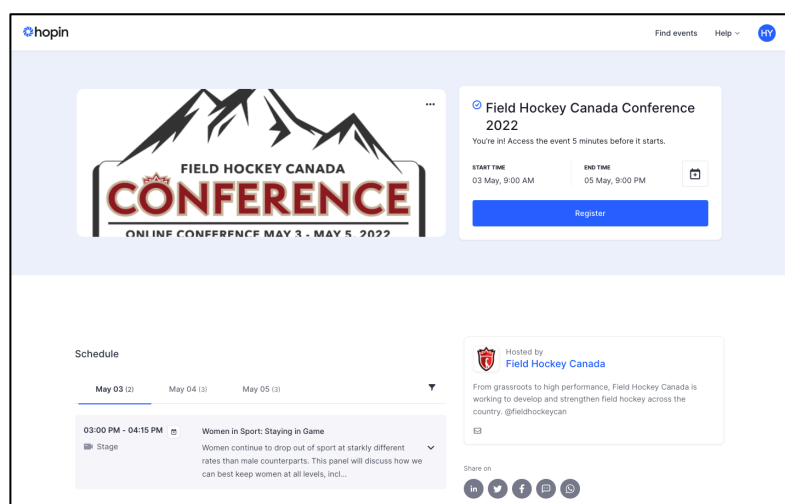 hopin
Find events Help HY
FIELD HOCKEY CANADA
CONFERENCE
ONLINE CONFERENCE MAY 3 - MAY 5, 2022
Field Hockey Canada Conference
2022
You're in! Access the event 5 minutes before it starts.
START TIME
03 May, 9:00 AM
END TIME
05 May, 9:00 PM
Register
Schedule
May 03 (2) May 04 (3) May 05 (3)
03:00 PM - 04:15 PM
Stage
Women in Sport: Staying in Game
Women continue to drop out of sport at starkly different
rates than male counterparts. This panel will discuss how we
can best keep women at all levels, incl...
Hosted by
Field Hockey Canada
From grassroots to high performance, Field Hockey Canada is
working to develop and strengthen field hockey across the
country. @fieldhockeycan
Share on